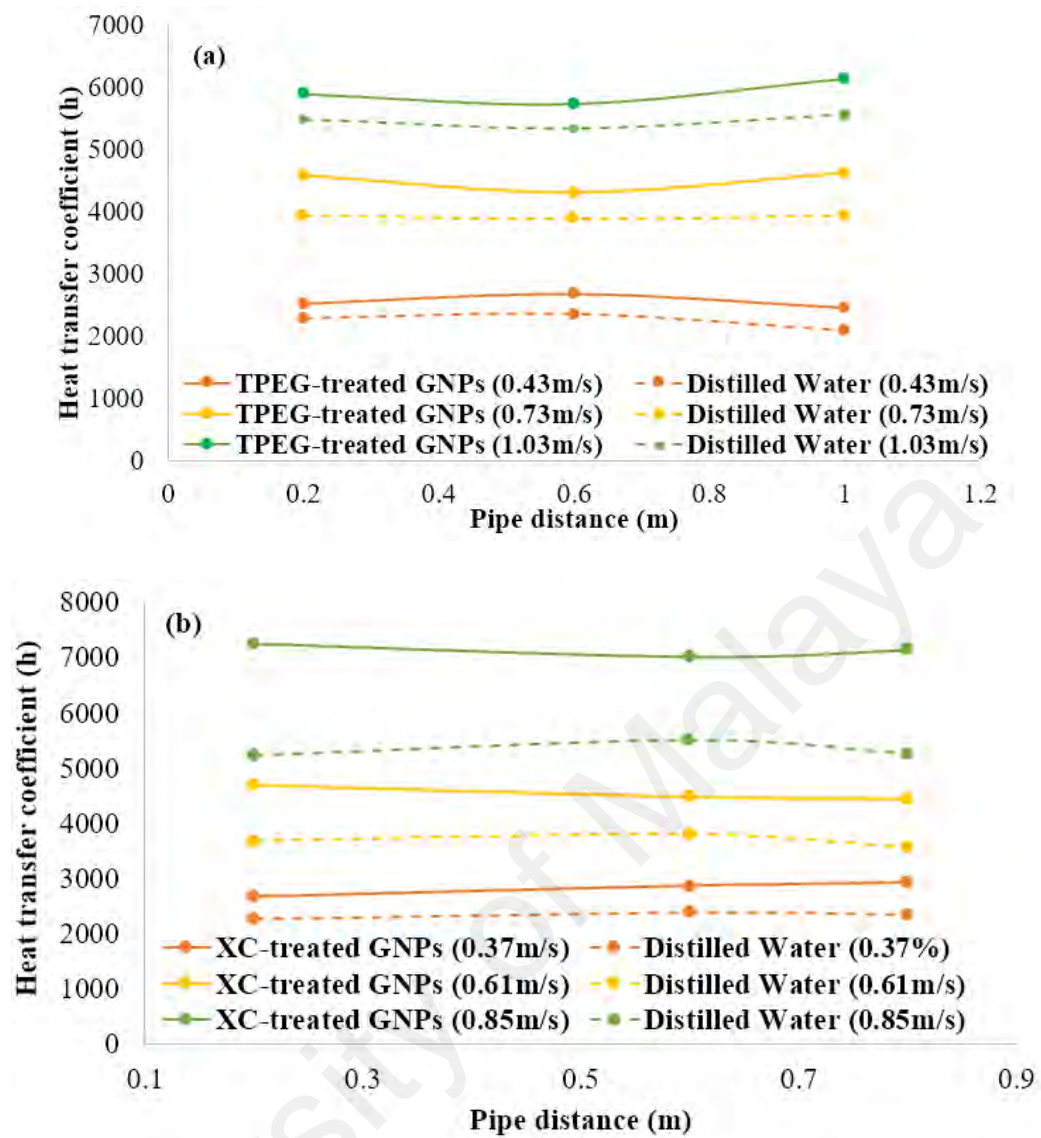 (a)
Heat transfer coefficient (h)
7000
6000
5000
4000
3000
2000
1000
0
TPEG-treated GNPs (0.43m/s) Distilled Water (0.43m/s)
TPEG-treated GNPs (0.73m/s) Distilled Water (0.73m/s)
TPEG-treated GNPs (1.03m/s) Distilled Water (1.03m/s)
0 0.2 0.4 0.6 0.8 1 1.2
Pipe distance (m)
(b)
Heat transfer coefficient (h)
8000
7000
6000
5000
4000
3000
2000
1000
0
XC-treated GNPs (0.37m/s) Distilled Water (0.37%)
XC-treated GNPs (0.61m/s) Distilled Water (0.61m/s)
XC-treated GNPs (0.85m/s) Distilled Water (0.85m/s)
0.1 0.3 0.5 0.7 0.9
Pipe distance (m)
sity of Malaya